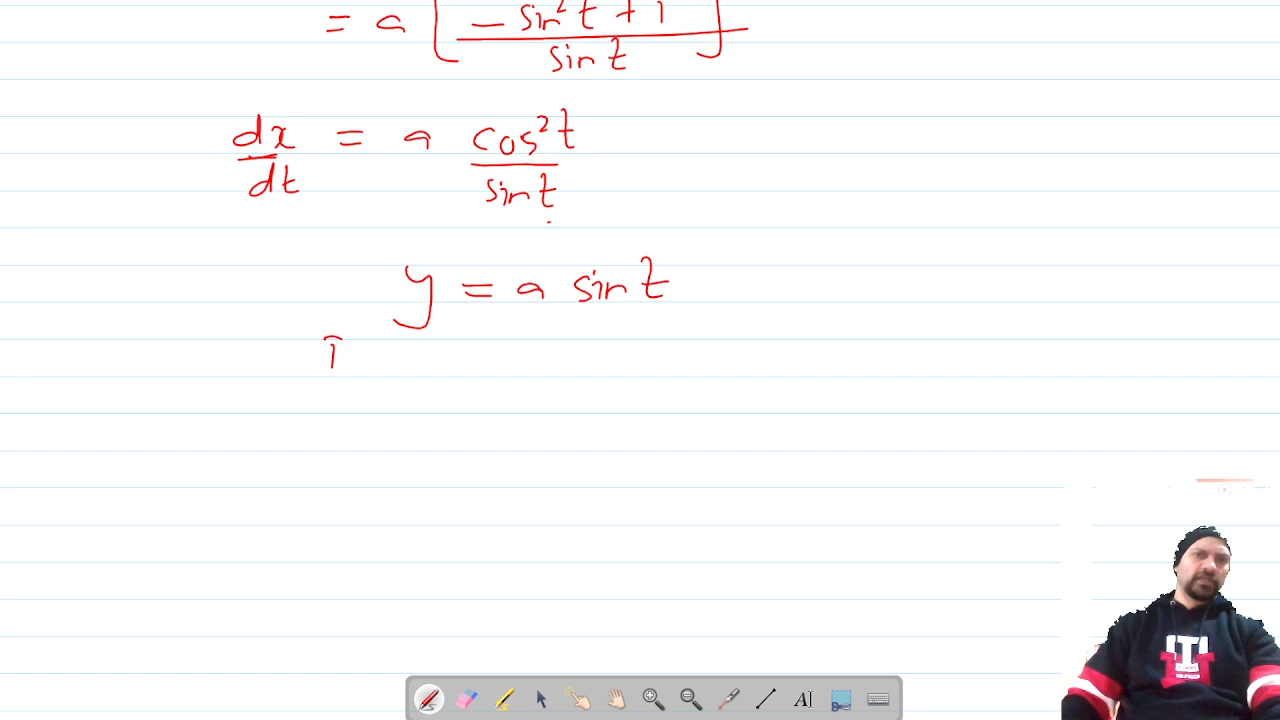 = a [ (- sin²t + 1) / sin t ]
dx/dt = a cos²t / sin t
y = a sin t